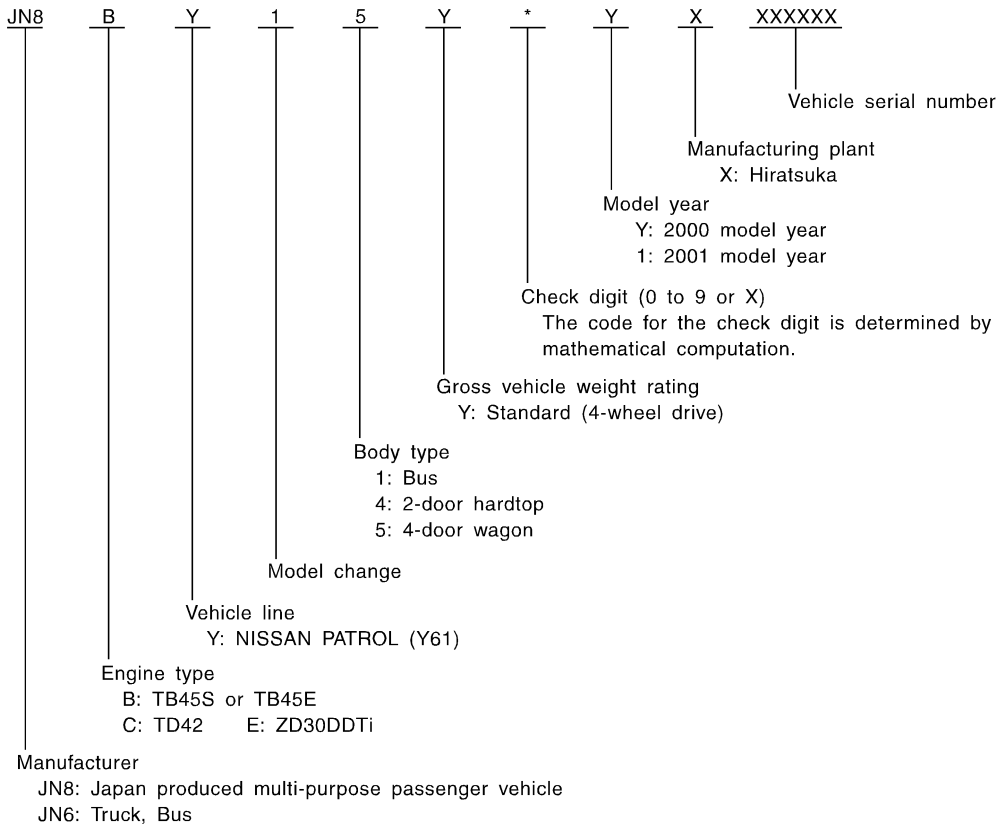 JN8 B Y 1 5 Y * Y X XXXXXX
Vehicle serial number
Manufacturing plant
X: Hiratsuka
Model year
Y: 2000 model year
1: 2001 model year
Check digit (0 to 9 or X)
The code for the check digit is determined by
mathematical computation.
Gross vehicle weight rating
Y: Standard (4-wheel drive)
Body type
1: Bus
4: 2-door hardtop
5: 4-door wagon
Model change
Vehicle line
Y: NISSAN PATROL (Y61)
Engine type
B: TB45S or TB45E
C: TD42 E: ZD30DDTi
Manufacturer
JN8: Japan produced multi-purpose passenger vehicle
JN6: Truck, Bus